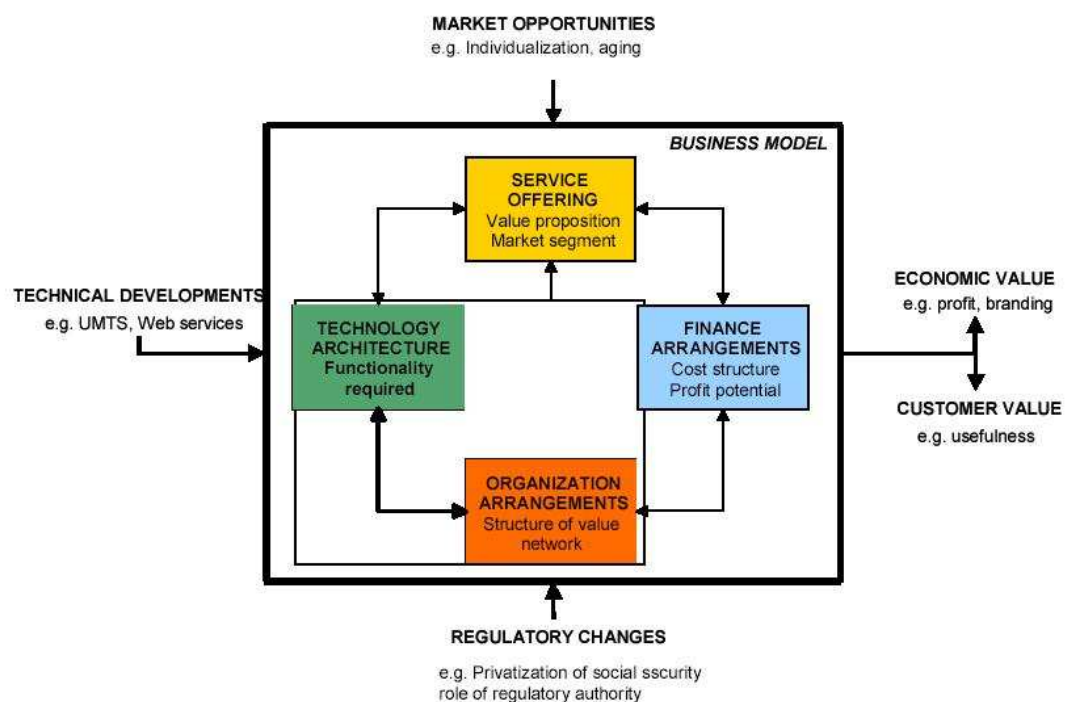 MARKET OPPORTUNITIES
e.g. Individualization, aging
BUSINESS MODEL
SERVICE
OFFERING
Value proposition
Market segment
TECHNICAL DEVELOPMENTS
e.g. UMTS, Web services
TECHNOLOGY
ARCHITECTURE
Functionality
required
FINANCE
ARRANGEMENTS
Cost structure
Profit potential
ECONOMIC VALUE
e.g. profit, branding
CUSTOMER VALUE
e.g. usefulness
ORGANIZATION
ARRANGEMENTS
Structure of value
network
REGULATORY CHANGES
e.g. Privatization of social sscurity
role of regulatory authority